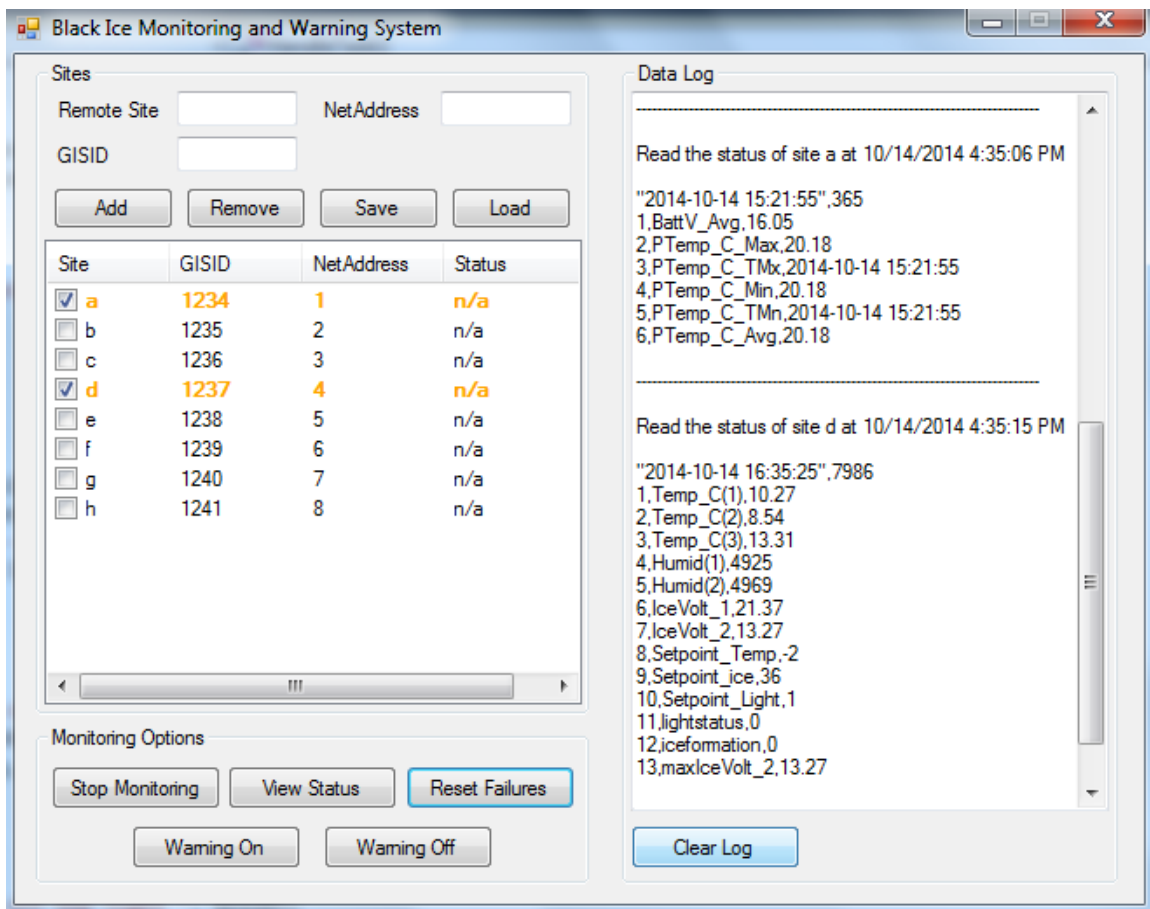 Black Ice Monitoring and Warning System
Sites
Remote Site NetAddress
GISID
Add Remove Save Load
Site GISID NetAddress Status
a 1234 1 n/a
b 1235 2 n/a
c 1236 3 n/a
d 1237 4 n/a
e 1238 5 n/a
f 1239 6 n/a
g 1240 7 n/a
h 1241 8 n/a
Monitoring Options
Stop Monitoring View Status Reset Failures
Warning On Warning Off
Data Log
--------------------------------------------------------------------------------
Read the status of site a at 10/14/2014 4:35:06 PM
"2014-10-14 15:21:55",365
1,BattV_Avg,16.05
2,PTemp_C_Max,20.18
3,PTemp_C_TMx,2014-10-14 15:21:55
4,PTemp_C_Min,20.18
5,PTemp_C_TMn,2014-10-14 15:21:55
6,PTemp_C_Avg,20.18
--------------------------------------------------------------------------------
Read the status of site d at 10/14/2014 4:35:15 PM
"2014-10-14 16:35:25",7986
1,Temp_C(1),10.27
2,Temp_C(2),8.54
3,Temp_C(3),13.31
4,Humid(1),4925
5,Humid(2),4969
6,IceVolt_1,21.37
7,IceVolt_2,13.27
8,Setpoint_Temp,-2
9,Setpoint_ice,36
10,Setpoint_Light,1
11,lightstatus,0
12,iceformation,0
13,maxIceVolt_2,13.27
Clear Log